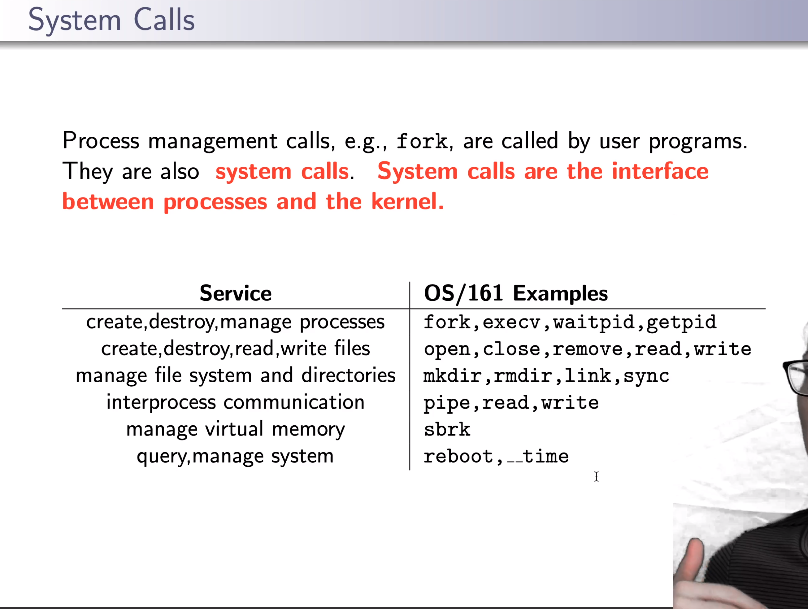 System Calls
Process management calls, e.g., fork, are called by user programs.
They are also system calls. System calls are the interface
between processes and the kernel.
Service OS/161 Examples
create,destroy,manage processes fork,execv,waitpid,getpid
create,destroy,read,write files open,close,remove,read,write
manage file system and directories mkdir,rmdir,link,sync
interprocess communication pipe,read,write
manage virtual memory sbrk
query,manage system reboot,__time